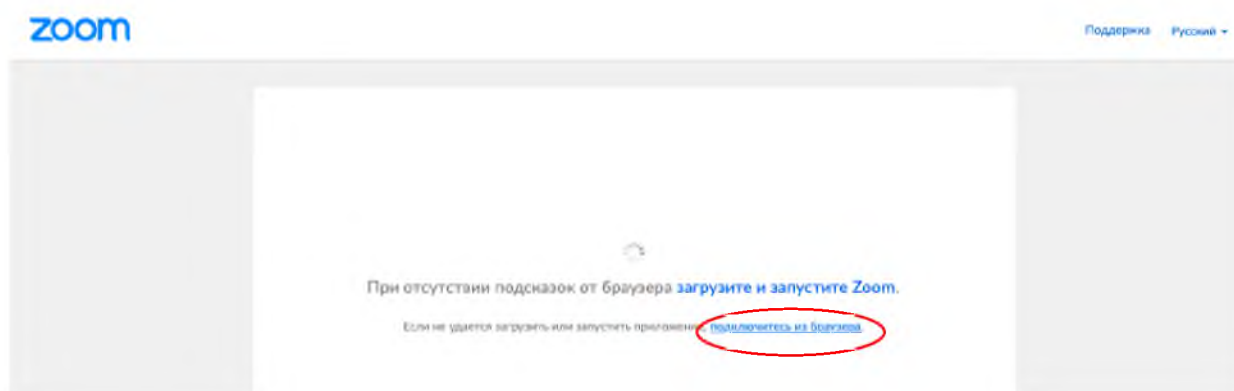 zoom
Поддержка Русский
При отсутствии подсказок от браузера загрузите и запустите Zoom.
Если не удается загрузить или запустить приложение, подключитесь из браузера.